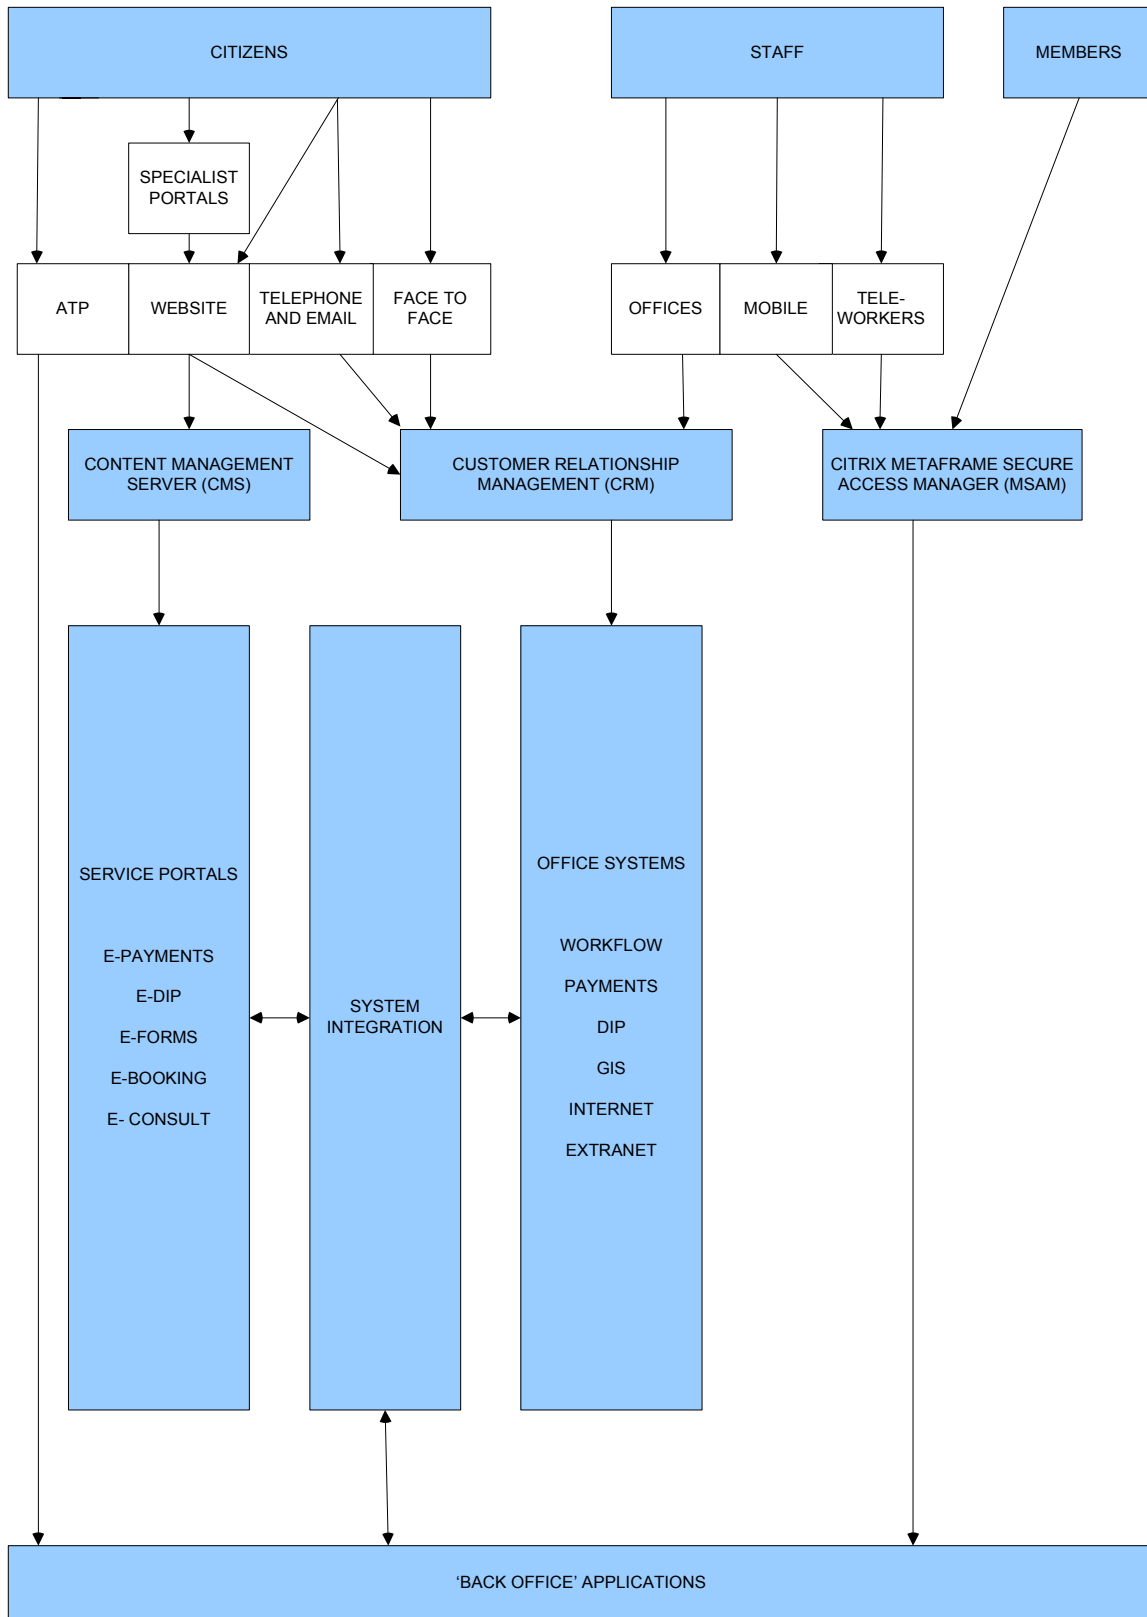 CITIZENS
STAFF
MEMBERS
SPECIALIST
PORTALS
ATP
WEBSITE
TELEPHONE
AND EMAIL
FACE TO
FACE
OFFICES
MOBILE
TELE-
WORKERS
CONTENT MANAGEMENT
SERVER (CMS)
CUSTOMER RELATIONSHIP
MANAGEMENT (CRM)
CITRIX METAFRAME SECURE
ACCESS MANAGER (MSAM)
SERVICE PORTALS
E-PAYMENTS
E-DIP
E-FORMS
E-BOOKING
E- CONSULT
SYSTEM
INTEGRATION
OFFICE SYSTEMS
WORKFLOW
PAYMENTS
DIP
GIS
INTERNET
EXTRANET
‘BACK OFFICE’ APPLICATIONS